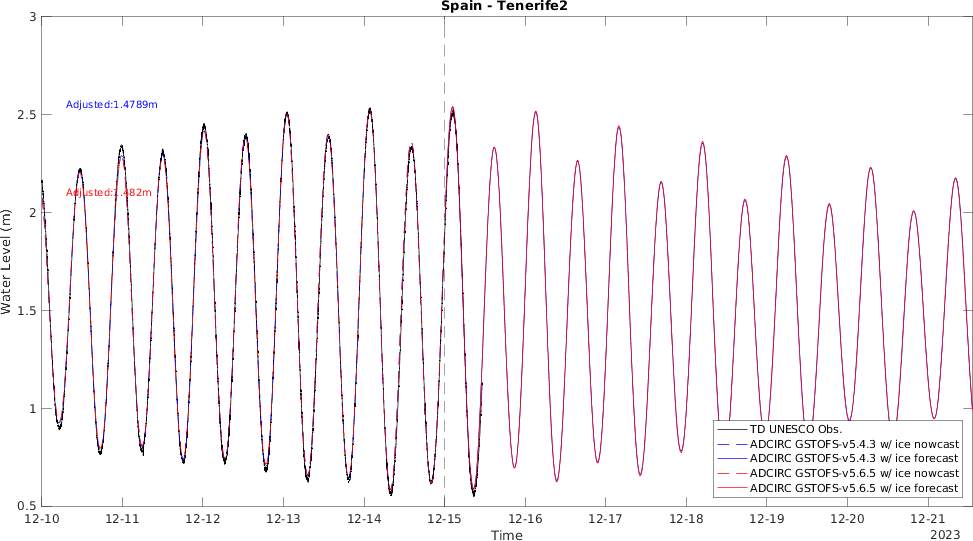 Spain - Tenerife2
3
2.5
2
1.5
1
0.5
Water Level (m)
Adjusted:1.4789m
Adjusted:1.482m
TD UNESCO Obs.
ADCIRC GSTOFS-v5.4.3 w/ ice nowcast
ADCIRC GSTOFS-v5.4.3 w/ ice forecast
ADCIRC GSTOFS-v5.6.5 w/ ice nowcast
ADCIRC GSTOFS-v5.6.5 w/ ice forecast
12-10 12-11 12-12 12-13 12-14 12-15 12-16 12-17 12-18 12-19 12-20 12-21
2023
Time